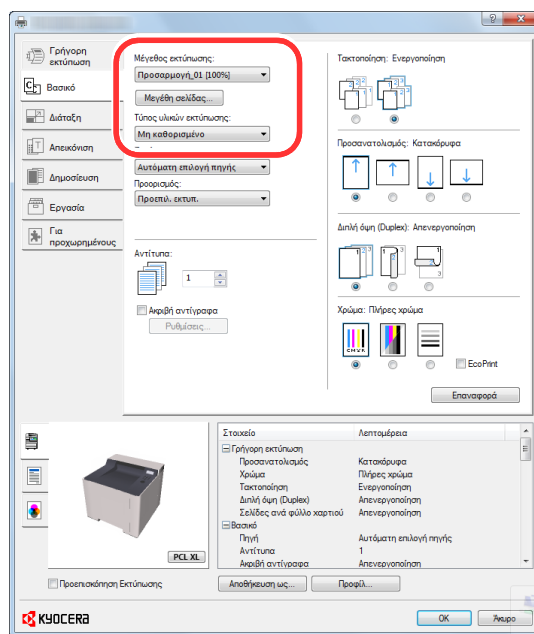 Γρήγορη
εκτύπωση
Βασικό
Διάταξη
Απεικόνιση
Δημοσίευση
Εργασία
Για
προχωρημένους
Μέγεθος εκτύπωσης:
Προσαρμογή_01 [100%]
Μεγέθη σελίδας...
Τύπος υλικών εκτύπωσης:
Μη καθορισμένο
Αυτόματη επιλογή πηγής
Προορισμός:
Προεπιλ. εκτυπ.
Αντίτυπα:
1
Ακριβή αντίγραφα
Ρυθμίσεις...
Τακτοποίηση: Ενεργοποίηση
Προσανατολισμός: Κατακόρυφα
Διπλή όψη (Duplex): Απενεργοποίηση
Χρώμα: Πλήρες χρώμα
CMYK
EcoPrint
Επαναφορά
PCL XL
Στοιχείο Λεπτομέρεια
Γρήγορη εκτύπωση
Προσανατολισμός Κατακόρυφα
Χρώμα Πλήρες χρώμα
Τακτοποίηση Ενεργοποίηση
Διπλή όψη (Duplex) Απενεργοποίηση
Σελίδες ανά φύλλο χαρτιού Απενεργοποίηση
Βασικό
Πηγή Αυτόματη επιλογή πηγής
Αντίτυπα 1
Ακριβή αντίγραφα Απενεργοποίηση
Προεπισκόπηση Εκτύπωσης
Αποθήκευση ως... Προφίλ...
KYOCERA
OK Άκυρο